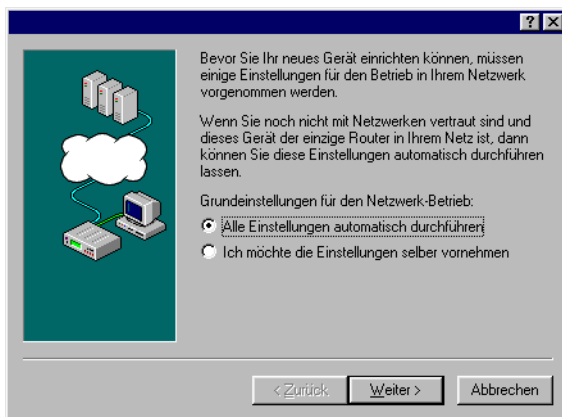 Bevor Sie Ihr neues Gerät einrichten können, müssen
einige Einstellungen für den Betrieb in Ihrem Netzwerk
vorgenommen werden.
Wenn Sie noch nicht mit Netzwerken vertraut sind und
dieses Gerät der einzige Router in Ihrem Netz ist, dann
können Sie diese Einstellungen automatisch durchführen
lassen.
Grundeinstellungen für den Netzwerk-Betrieb:
Alle Einstellungen automatisch durchführen
Ich möchte die Einstellungen selber vornehmen
< Zurück
Weiter >
Abbrechen